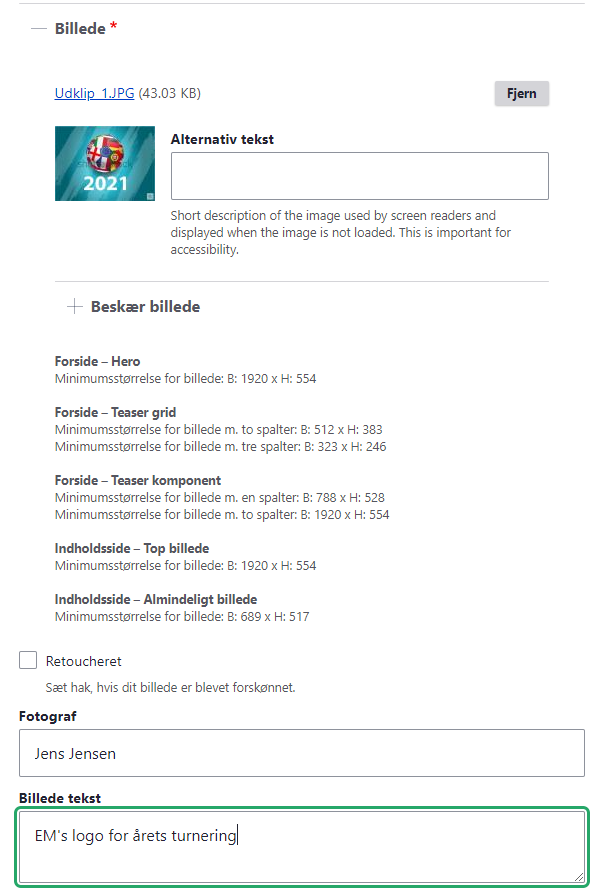 Billede *
Udklip_1.JPG (43.03 KB)
Fjern
2021
Alternativ tekst
Short description of the image used by screen readers and
displayed when the image is not loaded. This is important for
accessibility.
Beskær billede
Forside – Hero
Minimumsstørrelse for billede: B: 1920 x H: 554
Forside – Teaser grid
Minimumsstørrelse for billede m. to spalter: B: 512 x H: 383
Minimumsstørrelse for billede m. tre spalter: B: 323 x H: 246
Forside – Teaser komponent
Minimumsstørrelse for billede m. en spalter: B: 788 x H: 528
Minimumsstørrelse for billede m. to spalter: B: 1920 x H: 554
Indholdsside – Top billede
Minimumsstørrelse for billede: B: 1920 x H: 554
Indholdsside – Almindeligt billede
Minimumsstørrelse for billede: B: 689 x H: 517
Retoucheret
Sæt hak, hvis dit billede er blevet forskønnet.
Fotograf
Jens Jensen
Billede tekst
EM's logo for årets turnering